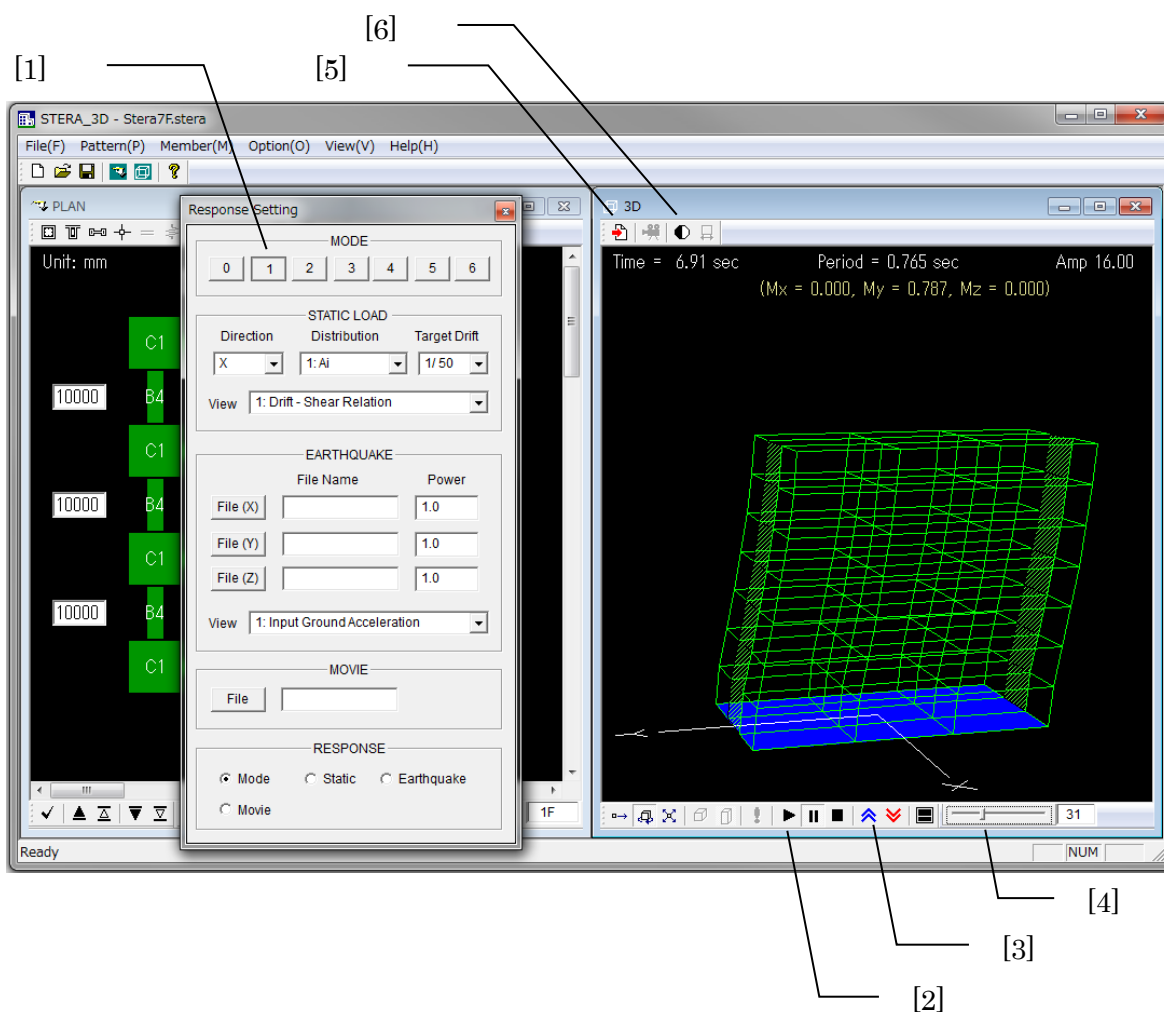 [6]
[1]
[5]
STERA_3D - Stera7F.stera
File(F) Pattern(P) Member(M) Option(O) View(V) Help(H)
PLAN
Unit: mm
C1
10000 B4
C1
10000 B4
C1
10000 B4
C1
1F
Response Setting
MODE
0 1 2 3 4 5 6
STATIC LOAD
Direction Distribution Target Drift
X 1: Ai 1/ 50
View 1: Drift - Shear Relation
EARTHQUAKE
File Name Power
File (X) 1.0
File (Y) 1.0
File (Z) 1.0
View 1: Input Ground Acceleration
MOVIE
File
RESPONSE
Mode Static Earthquake
Movie
3D
Time = 6.91 sec Period = 0.765 sec Amp 16.00
(Mx = 0.000, My = 0.787, Mz = 0.000)
31
Ready NUM
[4]
[3]
[2]